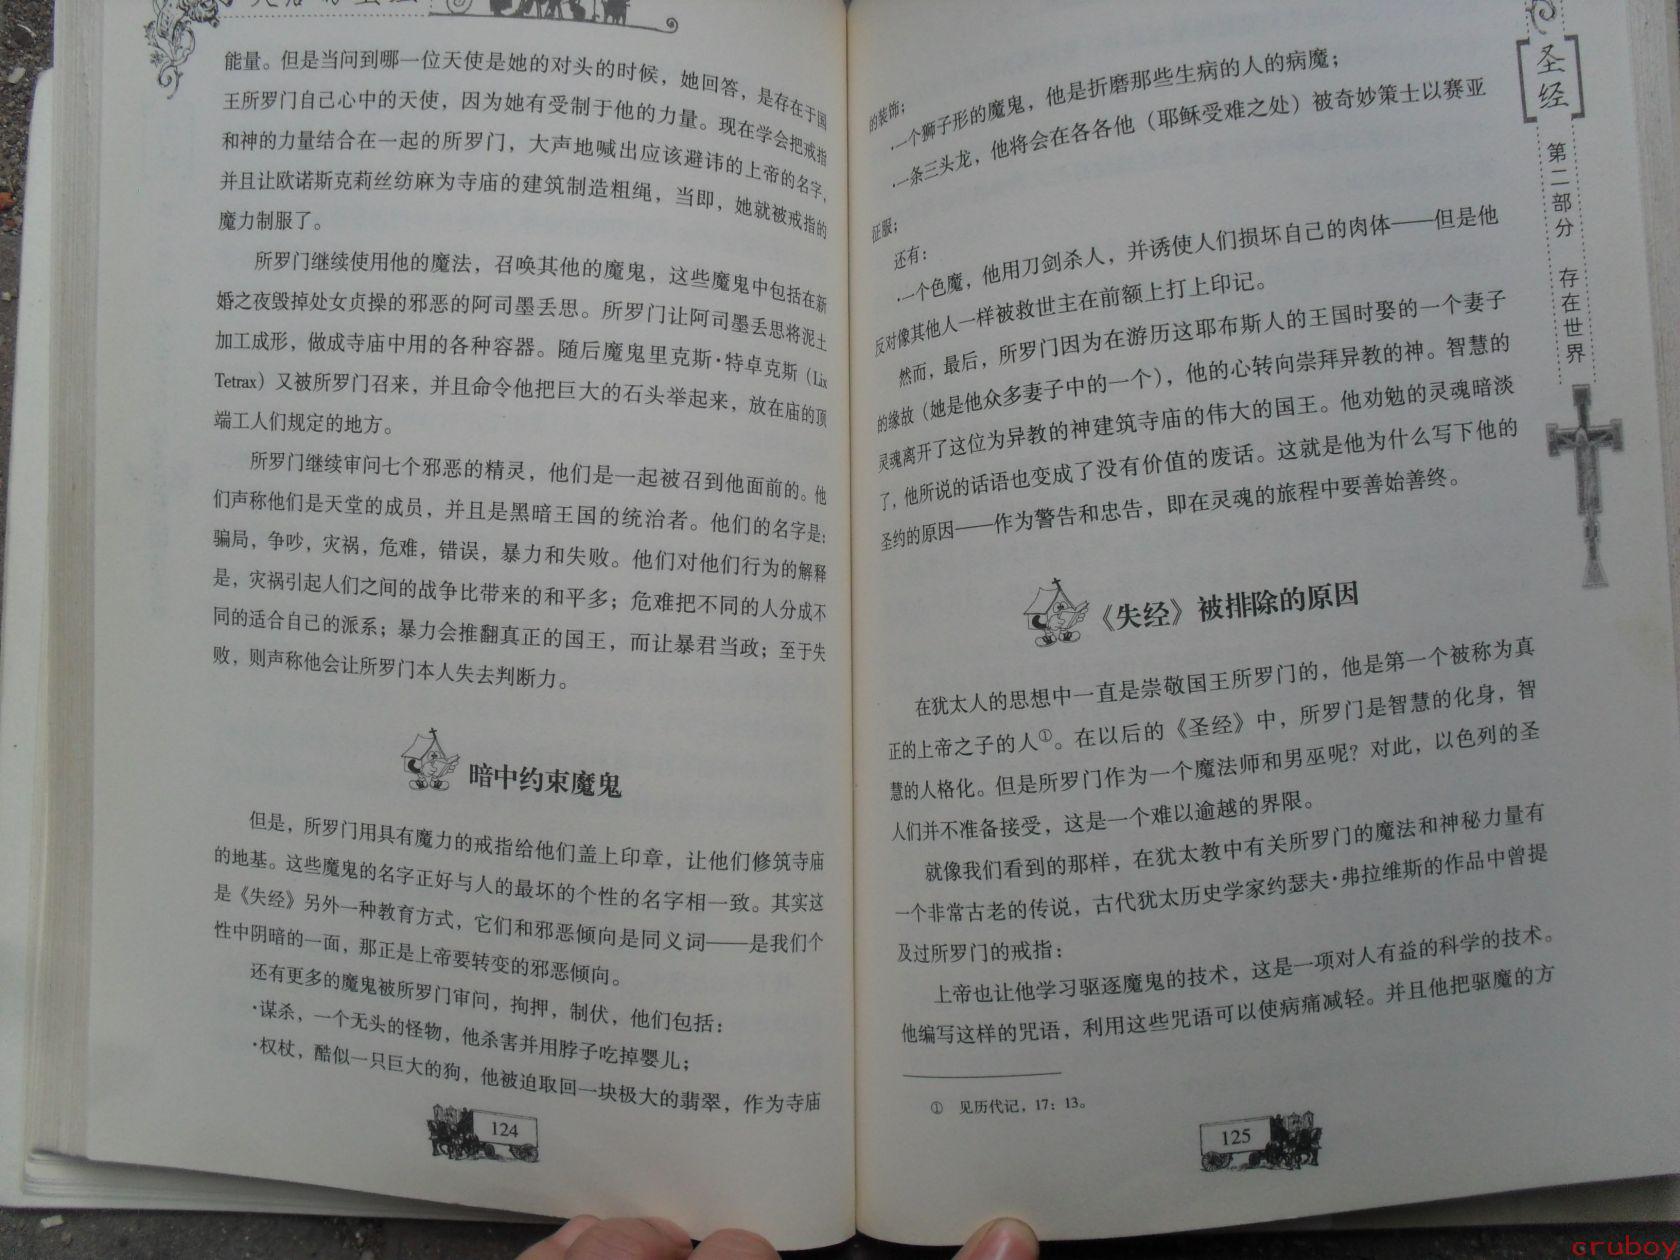 能量。但是当问到哪一位天使是她的对头的时候，她回答，是存在于国
王所罗门自己心中的天使，因为她有受制于他的力量。现在学会把戒指
和神的力量结合在一起的所罗门，大声地喊出应该避讳的上帝的名字，
并且让欧诺斯克莉丝纺麻为寺庙的建筑制造粗绳，当即，她就被戒指的
魔力制服了。
所罗门继续使用他的魔法，召唤其他的魔鬼，这些魔鬼中包括在新
婚之夜毁掉处女贞操的邪恶的阿司墨丢思。所罗门让阿司墨丢思将泥土
加工成形，做成寺庙中用的各种容器。随后魔鬼里克斯·特卓克斯（Lix
Tetrax）又被所罗门召来，并且命令他把巨大的石头举起来，放在庙的顶
端工人们规定的地方。
所罗门继续审问七个邪恶的精灵，他们是一起被召到他面前的。他
们声称他们是天堂的成员，并且是黑暗王国的统治者。他们的名字是：
骗局，争吵，灾祸，危难，错误，暴力和失败。他们对他们行为的解释
是，灾祸引起人们之间的战争比带来的和平多；危难把不同的人分成不
同的适合自己的派系；暴力会推翻真正的国王，而让暴君当政；至于失
败，则声称他会让所罗门本人失去判断力。
暗中约束魔鬼
但是，所罗门用具有魔力的戒指给他们盖上印章，让他们修筑寺庙
的地基。这些魔鬼的名字正好与人的最坏的个性的名字相一致。其实这
是《失经》另外一种教育方式，它们和邪恶倾向是同义词——是我们个
性中阴暗的一面，那正是上帝要转变的邪恶倾向。
还有更多的魔鬼被所罗门审问，拘押，制伏，他们包括：
·谋杀，一个无头的怪物，他杀害并用脖子吃掉婴儿；
·权杖，酷似一只巨大的狗，他被迫取回一块极大的翡翠，作为寺庙
124
的装饰；
·一个狮子形的魔鬼，他是折磨那些生病的人的病魔；
·一条三头龙，他将会在各各他（耶稣受难之处）被奇妙策士以赛亚
征服；
还有：
·一个色魔，他用刀剑杀人，并诱使人们损坏自己的肉体——但是他
反对像其他人一样被救世主在前额上打上印记。
然而，最后，所罗门因为在游历这耶布斯人的王国时娶的一个妻子
的缘故（她是他众多妻子中的一个），他的心转向崇拜异教的神。智慧的
灵魂离开了这位为异教的神建筑寺庙的伟大的国王。他劝勉的灵魂暗淡
了，他所说的话语也变成了没有价值的废话。这就是他为什么写下他的
圣约的原因——作为警告和忠告，即在灵魂的旅程中要善始善终。
《失经》被排除的原因
在犹太人的思想中一直是崇敬国王所罗门的，他是第一个被称为真
正的上帝之子的人①。在以后的《圣经》中，所罗门是智慧的化身，智
慧的人格化。但是所罗门作为一个魔法师和男巫呢？对此，以色列的圣
人们并不准备接受，这是一个难以逾越的界限。
就像我们看到的那样，在犹太教中有关所罗门的魔法和神秘力量有
一个非常古老的传说，古代犹太历史学家约瑟夫·弗拉维斯的作品中曾提
及过所罗门的戒指：
上帝也让他学习驱逐魔鬼的技术，这是一项对人有益的科学的技术。
他编写这样的咒语，利用这些咒语可以使病痛减轻。并且他把驱魔的方
① 见历代记，17：13。
125
圣经
第二部分 存在世界
cruboy